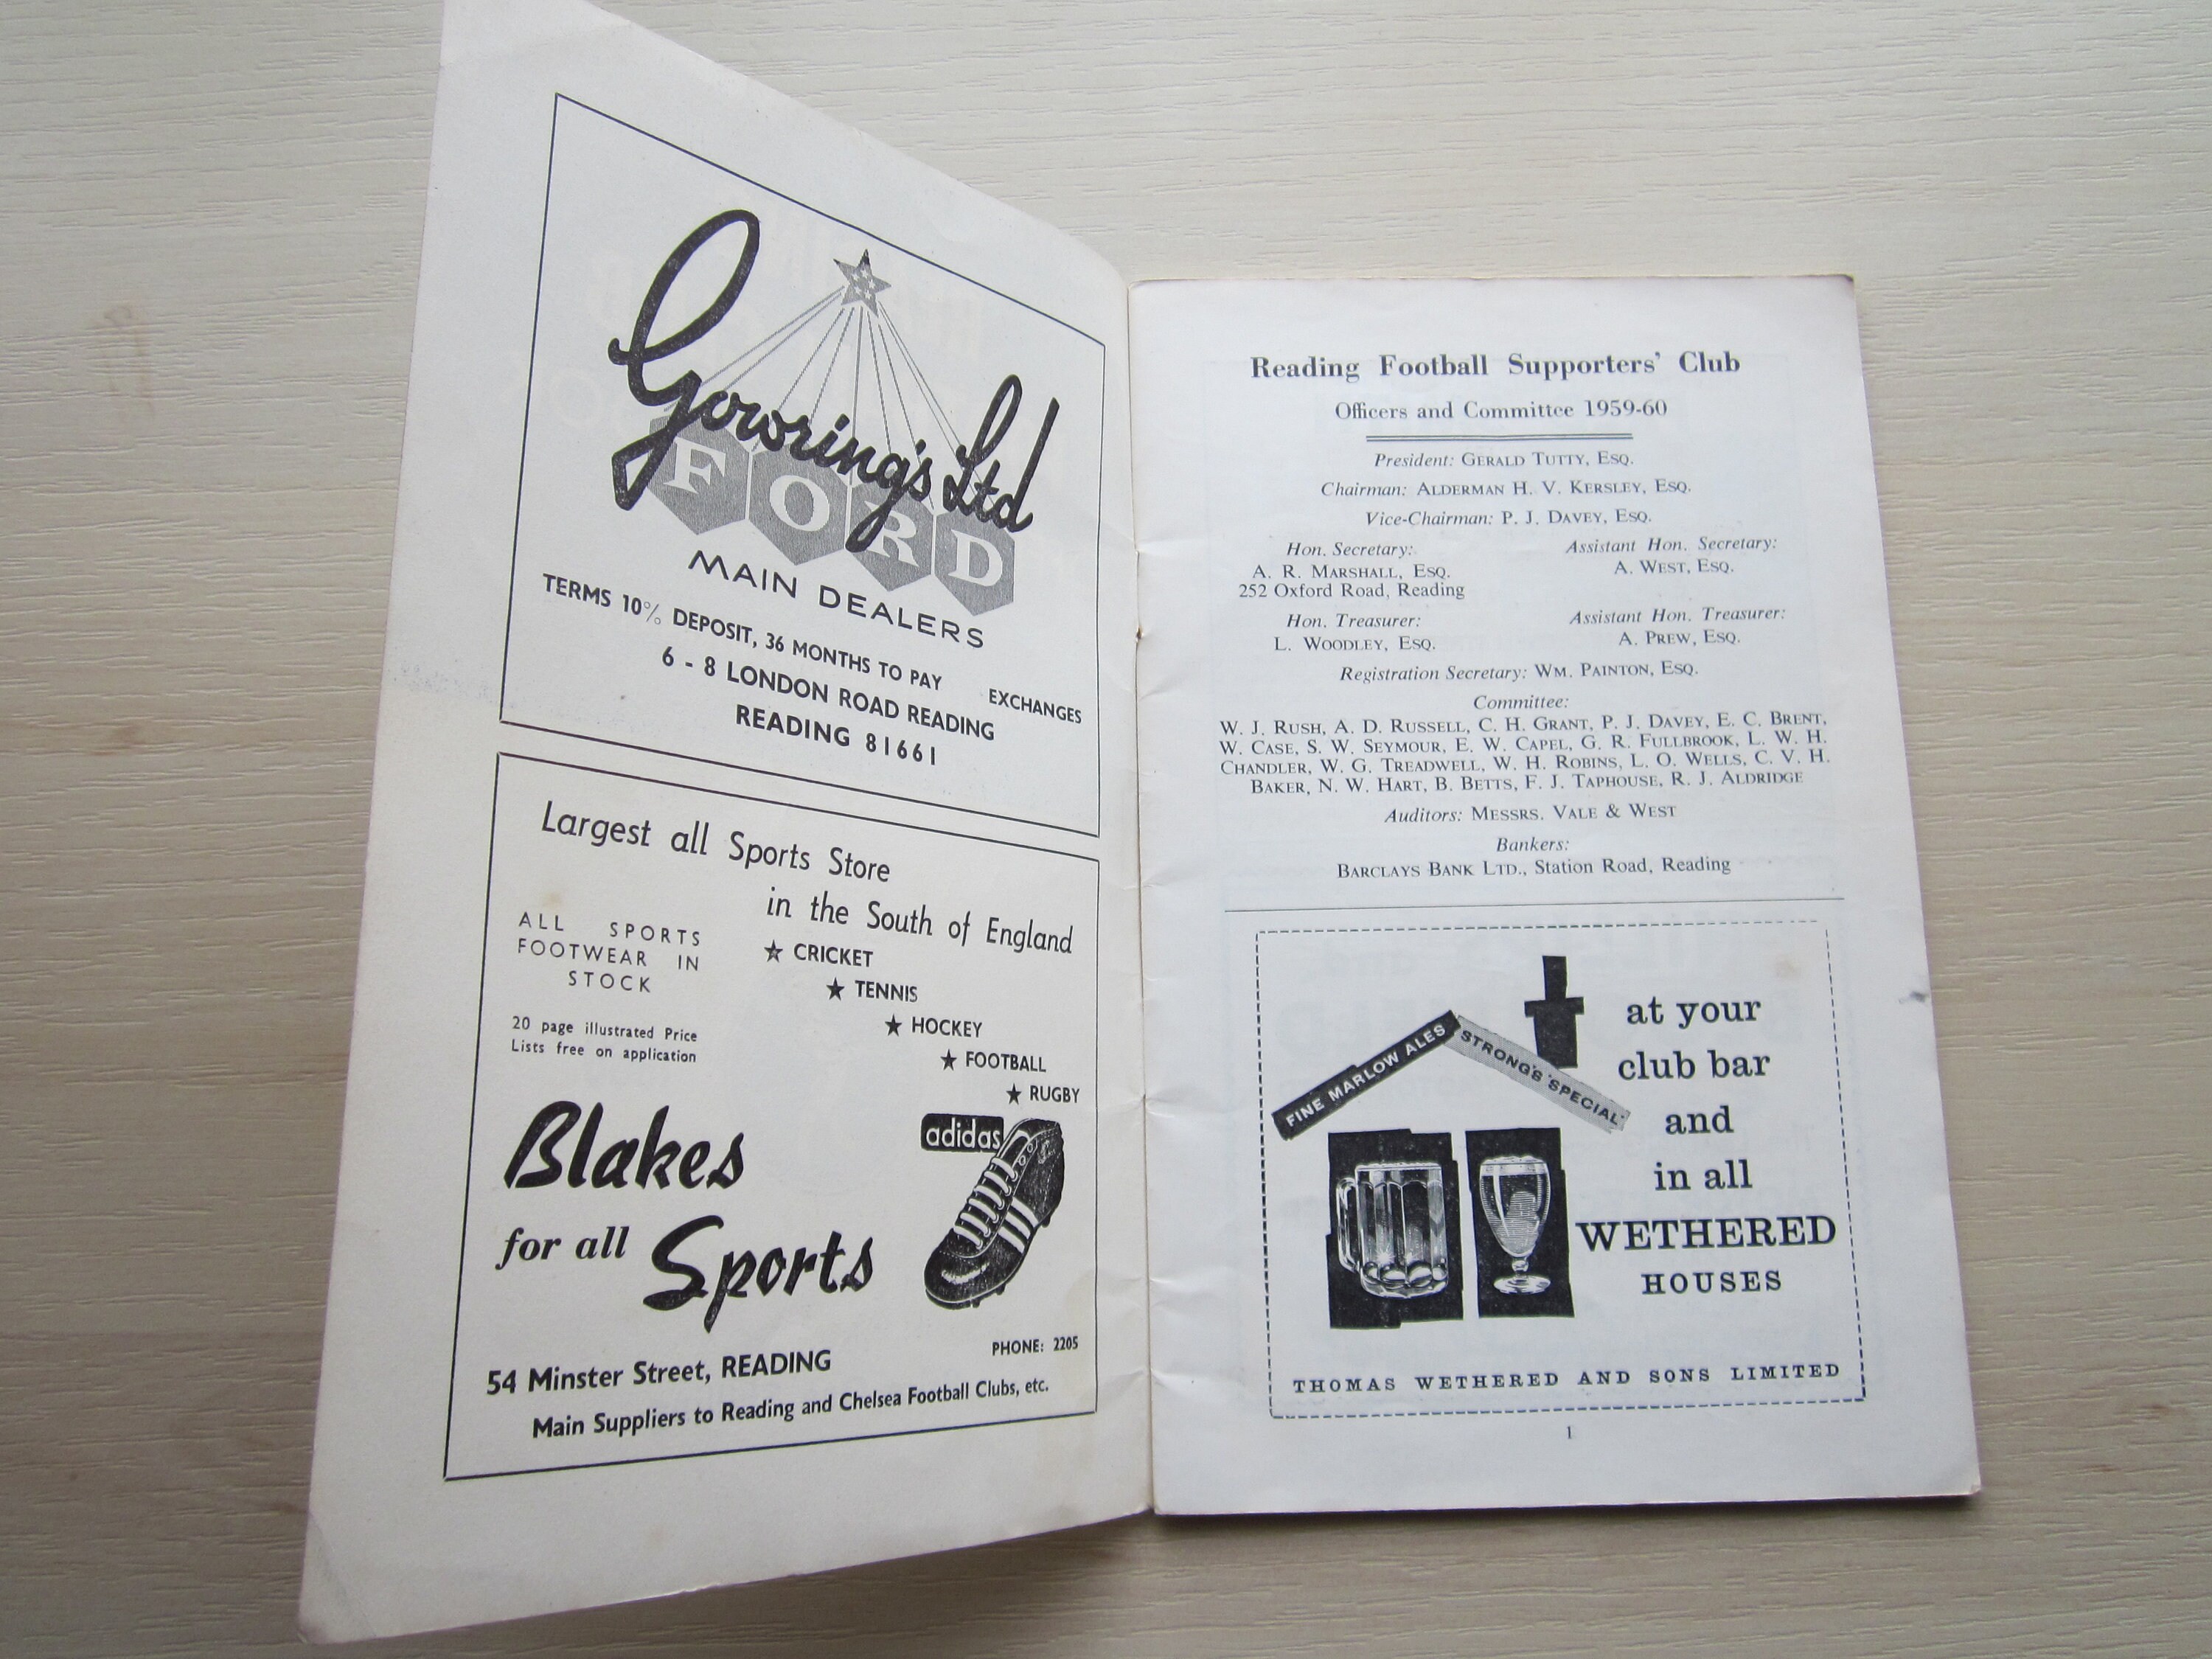 Gowring's Ltd
FORD
MAIN DEALERS
TERMS 10% DEPOSIT, 36 MONTHS TO PAY EXCHANGES
6 - 8 LONDON ROAD READING
READING 81661
Largest all Sports Store
in the South of England
ALL SPORTS
FOOTWEAR IN
STOCK
20 page illustrated Price
Lists free on application
★ CRICKET
★ TENNIS
★ HOCKEY
★ FOOTBALL
★ RUGBY
adidas
Blakes
for all Sports
PHONE: 2205
54 Minster Street, READING
Main Suppliers to Reading and Chelsea Football Clubs, etc.
Reading Football Supporters' Club
Officers and Committee 1959-60
President: GERALD TUTTY, ESQ.
Chairman: ALDERMAN H. V. KERSLEY, ESQ.
Vice-Chairman: P. J. DAVEY, ESQ.
Hon. Secretary:
A. R. MARSHALL, ESQ.
252 Oxford Road, Reading
Assistant Hon. Secretary:
A. WEST, ESQ.
Hon. Treasurer:
L. WOODLEY, ESQ.
Assistant Hon. Treasurer:
A. PREW, ESQ.
Registration Secretary: WM. PAINTON, ESQ.
Committee:
W. J. RUSH, A. D. RUSSELL, C. H. GRANT, P. J. DAVEY, E. C. BRENT,
W. CASE, S. W. SEYMOUR, E. W. CAPEL, G. R. FULLBROOK, L. W. H.
CHANDLER, W. G. TREADWELL, W. H. ROBINS, L. O. WELLS, C. V. H.
BAKER, N. W. HART, B. BETTS, F. J. TAPHOUSE, R. J. ALDRIDGE
Auditors: MESSRS. VALE & WEST
Bankers:
BARCLAYS BANK LTD., Station Road, Reading
FINE MARLOW ALES
STRONG'S 'SPECIAL'
at your
club bar
and
in all
WETHERED
HOUSES
THOMAS WETHERED AND SONS LIMITED
1